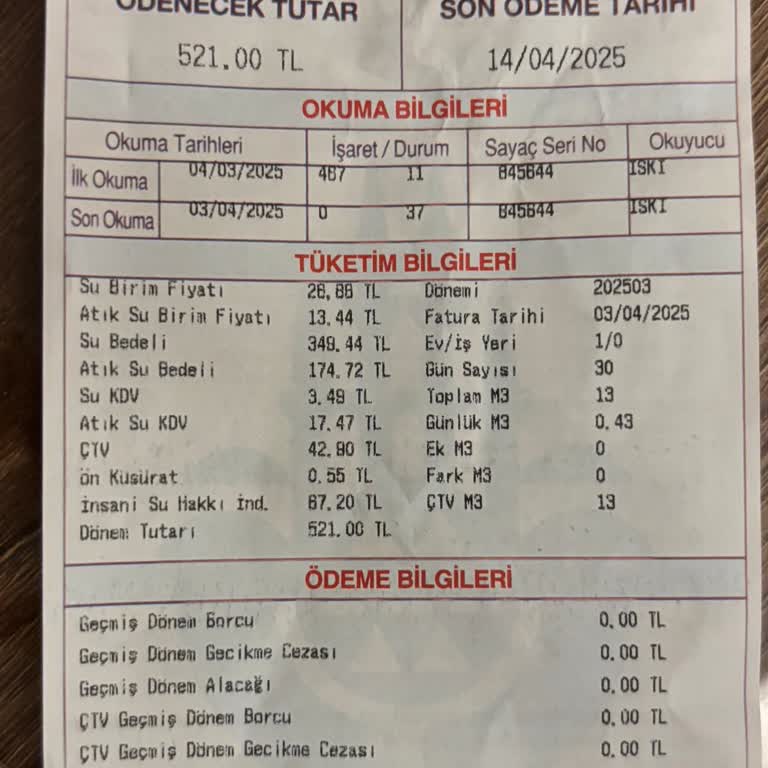 ÖDENECEK TUTAR SON ÖDEME TARİHİ
521.00 TL 14/04/2025
OKUMA BİLGİLERİ
Okuma Tarihleri İşaret / Durum Sayaç Seri No Okuyucu
İlk Okuma 04/03/2025 467 11 845644 ISKI
Son Okuma 03/04/2025 0 37 845644 ISKI
TÜKETİM BİLGİLERİ
Su Birim Fiyatı 26.88 TL Dönemi 202503
Atık Su Birim Fiyatı 13.44 TL Fatura Tarihi 03/04/2025
Su Bedeli 349.44 TL Ev/İş Yeri 1/0
Atık Su Bedeli 174.72 TL Gün Sayısı 30
Su KDV 3.49 TL Toplam M3 13
Atık Su KDV 17.47 TL Günlük M3 0.43
ÇTV 42.90 TL Ek M3 0
Ön Küsürat 0.55 TL Fark M3 0
İnsani Su Hakkı İnd. 67.20 TL ÇTV M3 13
Dönem Tutarı 521.00 TL
ÖDEME BİLGİLERİ
Geçmiş Dönem Borcu 0.00 TL
Geçmiş Dönem Gecikme Cezası 0.00 TL
Geçmiş Dönem Alacağı 0.00 TL
ÇTV Geçmiş Dönem Borcu 0.00 TL
ÇTV Geçmiş Dönem Gecikme Cezası 0.00 TL